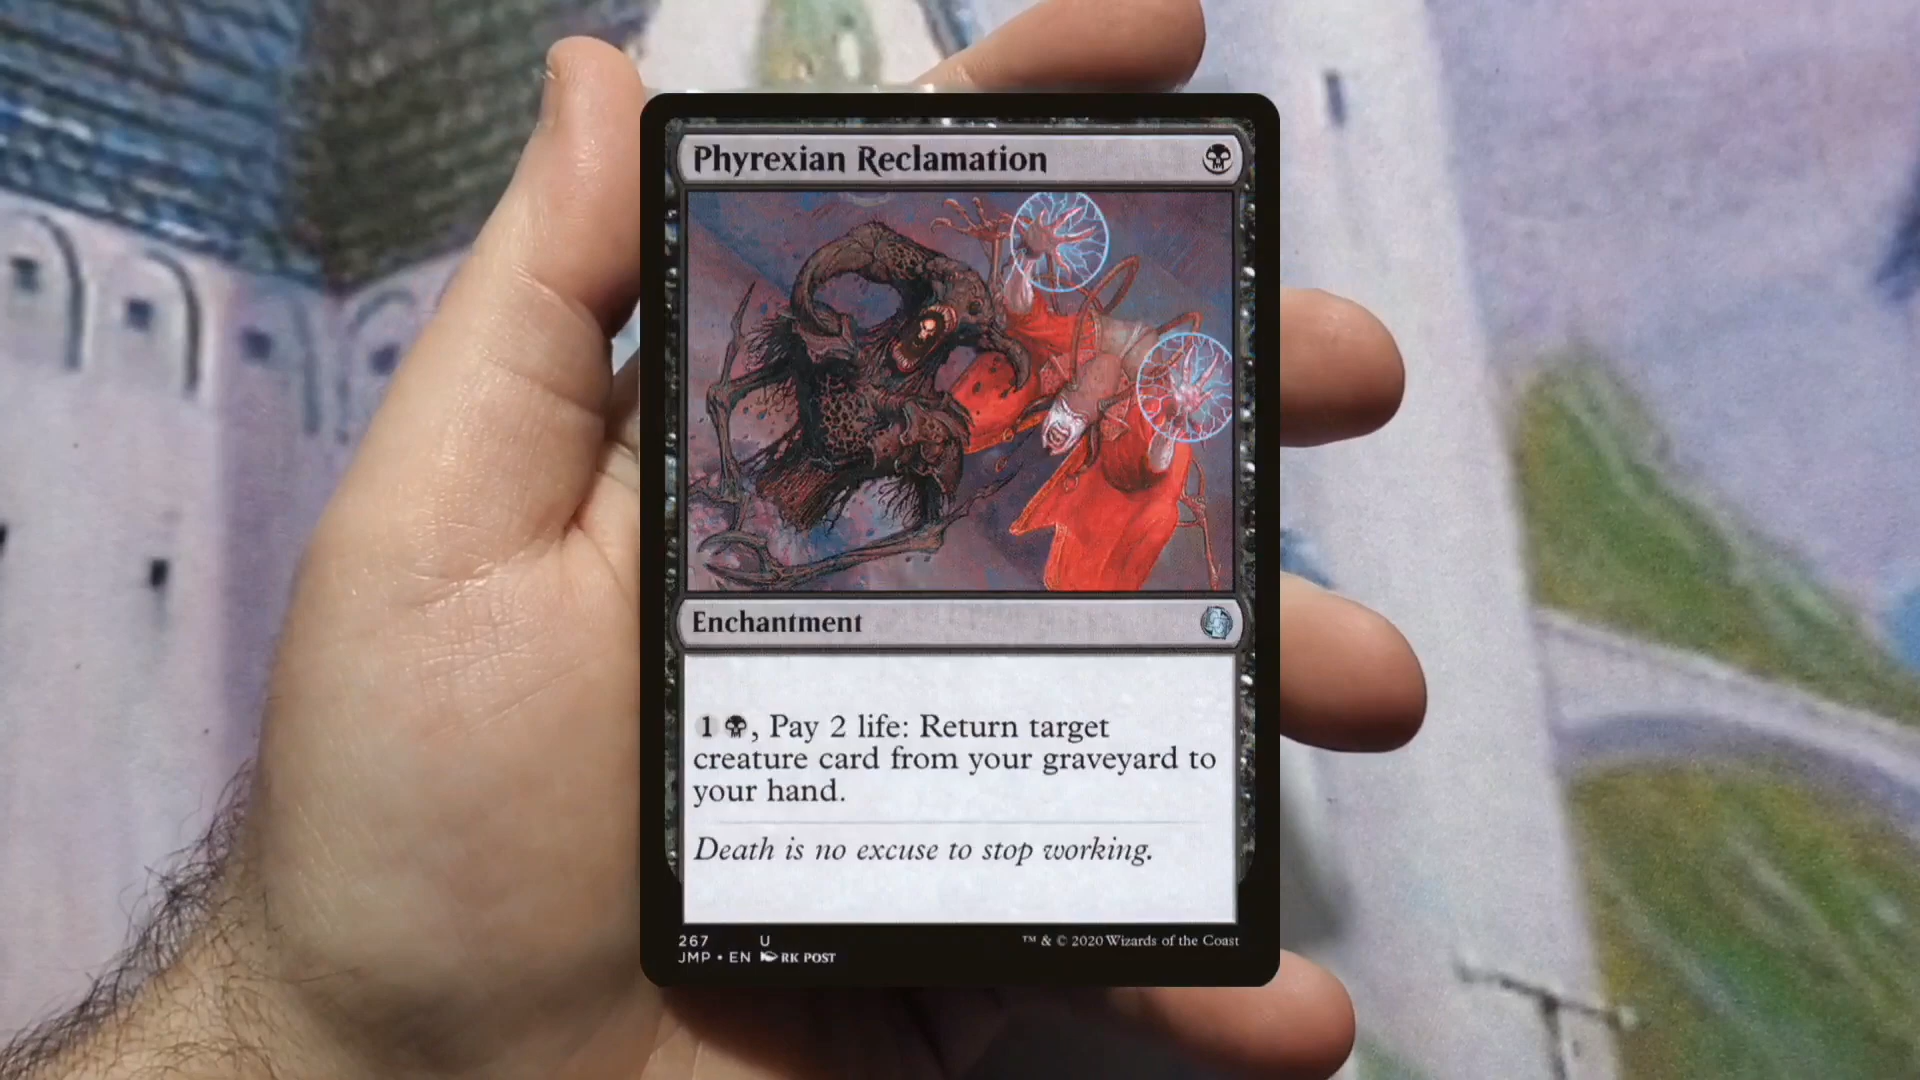 Phyrexian Reclamation
Enchantment
1, Pay 2 life: Return target
creature card from your graveyard to
your hand.
Death is no excuse to stop working.
267 U
JMP • EN RK POST
™ & © 2020 Wizards of the Coast